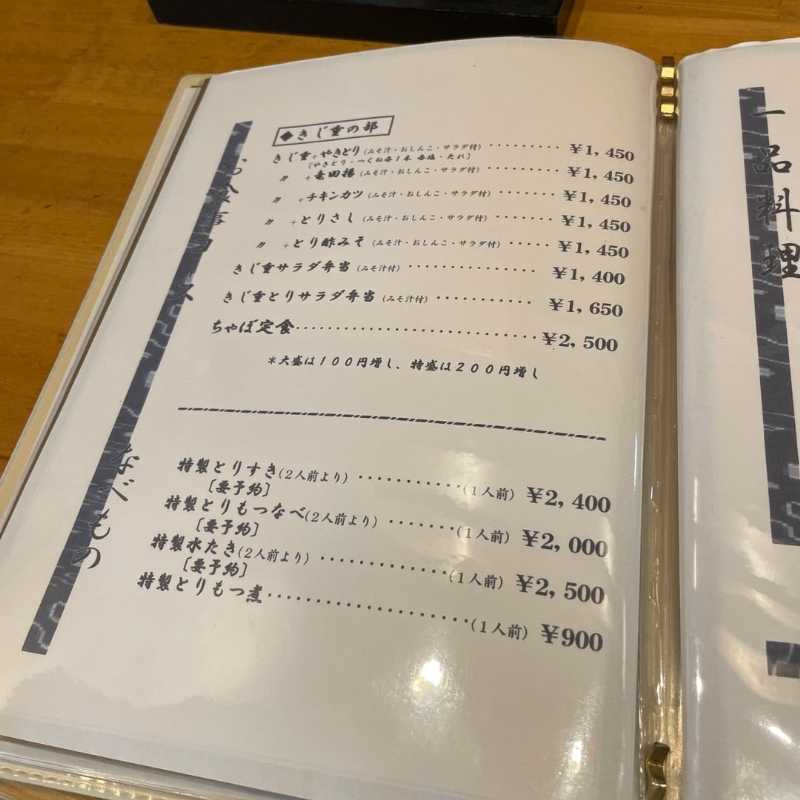 お食事コース
◆きじ重の部
きじ重+やきとり(みそ汁・おしんこ・サラダ付)・・・・・・・・・¥1,450
(やきとり・つくね各1本 各塩・たれ)
〃 +竜田揚(みそ汁・おしんこ・サラダ付)・・・・・・¥1,450
〃 +チキンカツ(みそ汁・おしんこ・サラダ付)・・・・・・¥1,450
〃 +とりさし(みそ汁・おしんこ・サラダ付)・・・・・・・¥1,450
〃 +とり酢みそ(みそ汁・おしんこ・サラダ付)・・・・・¥1,450
きじ重サラダ弁当(みそ汁付)・・・・・・・・・・・・・¥1,400
きじ重とりサラダ弁当(みそ汁付)・・・・・・・・・・・¥1,650
ちゃぼ定食・・・・・・・・・・・・・・・・・・・・・・・・・・¥2,500
*大盛は100円増し、特盛は200円増し
なべもの
特製とりすき(2人前より)・・・・・・・・・・・(1人前)¥2,400
[要予約]
特製とりもつなべ(2人前より)・・・・・・・(1人前)¥2,000
[要予約]
特製水たき(2人前より)・・・・・・・・・・・・・(1人前)¥2,500
[要予約]
特製とりもつ煮・・・・・・・・・・・・・・・・・・・・・(1人前)¥900
一品料理